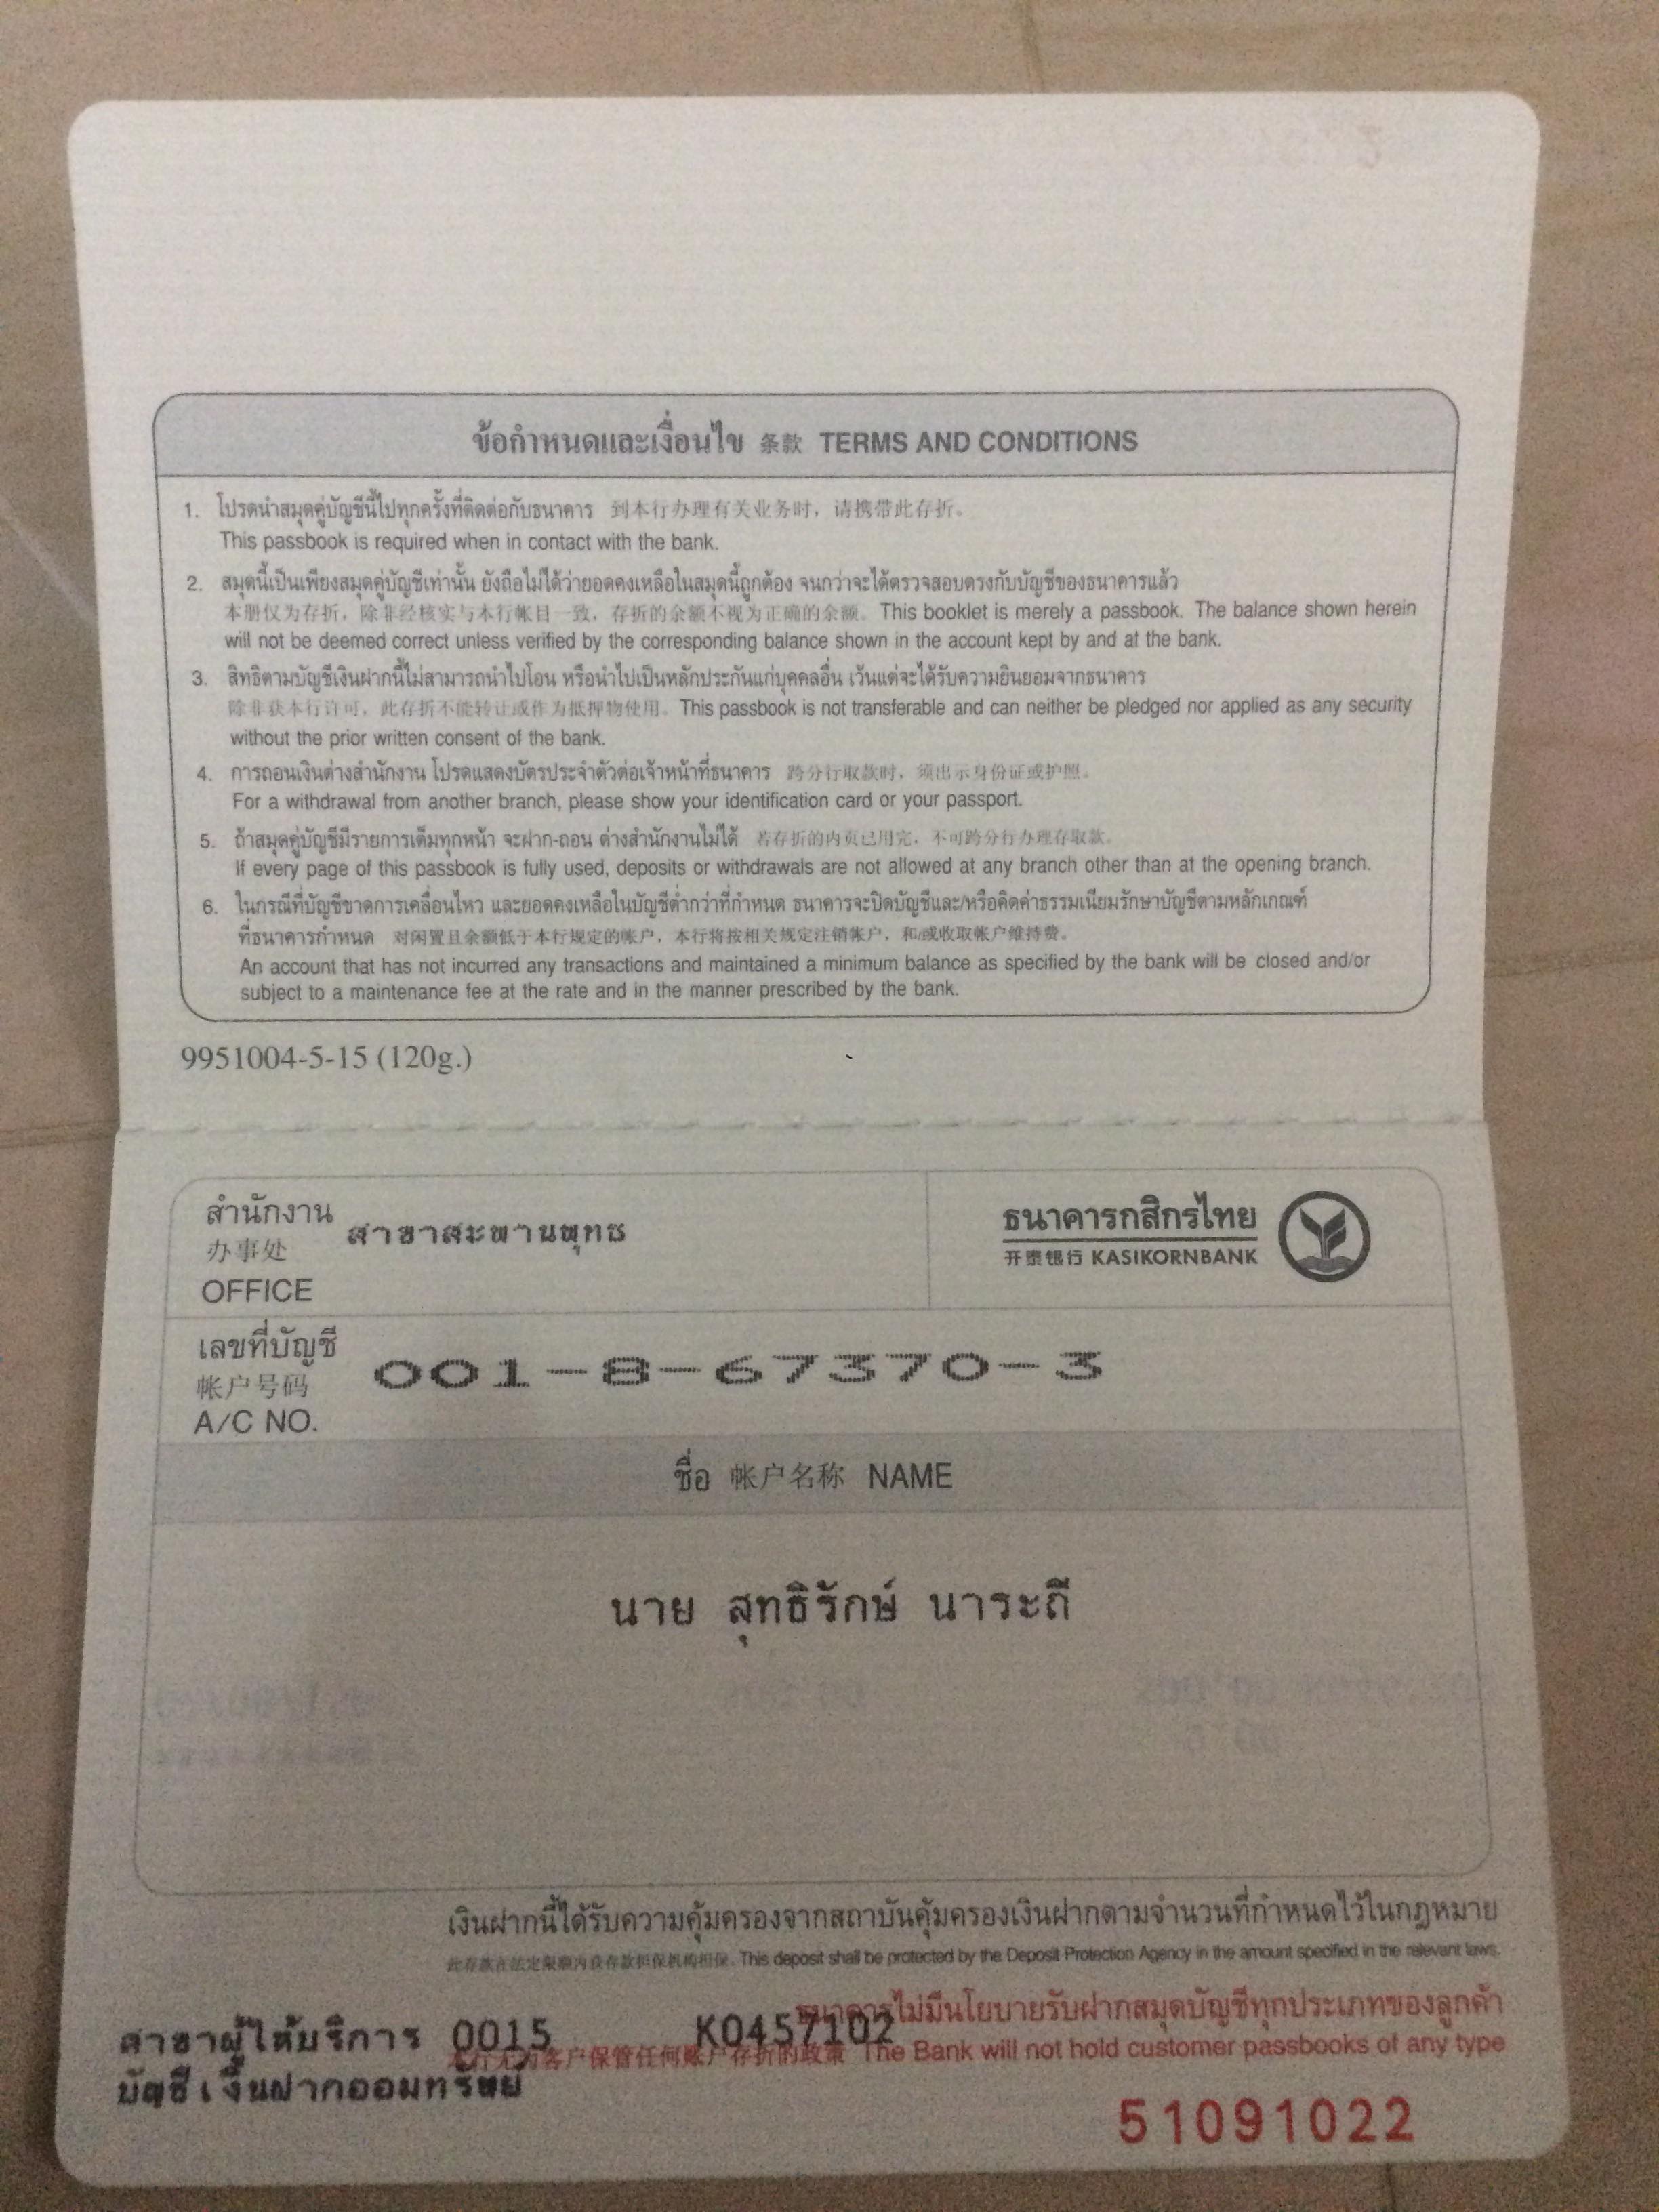 ข้อกำหนดและเงื่อนไข 条款 TERMS AND CONDITIONS
1. โปรดนำสมุดคู่บัญชีนี้ไปทุกครั้งที่ติดต่อกับธนาคาร 到本行办理有关业务时，请携带此存折。
This passbook is required when in contact with the bank.
2. สมุดนี้เป็นเพียงสมุดคู่บัญชีเท่านั้น ยังถือไม่ได้ว่ายอดคงเหลือในสมุดนี้ถูกต้อง จนกว่าจะได้ตรวจสอบตรงกับบัญชีของธนาคารแล้ว
本册仅为存折，除非经核实与本行帐目一致，存折的余额不视为正确的余额。This booklet is merely a passbook. The balance shown herein
will not be deemed correct unless verified by the corresponding balance shown in the account kept by and at the bank.
3. สิทธิตามบัญชีเงินฝากนี้ไม่สามารถนำไปโอน หรือนำไปเป็นหลักประกันแก่บุคคลอื่น เว้นแต่จะได้รับความยินยอมจากธนาคาร
除非获本行许可，此存折不能转让或作为抵押物使用。This passbook is not transferable and can neither be pledged nor applied as any security
without the prior written consent of the bank.
4. การถอนเงินต่างสำนักงาน โปรดแสดงบัตรประจำตัวต่อเจ้าหน้าที่ธนาคาร 跨分行取款时，须出示身份证或护照。
For a withdrawal from another branch, please show your identification card or your passport.
5. ถ้าสมุดคู่บัญชีมีรายการเต็มทุกหน้า จะฝาก-ถอน ต่างสำนักงานไม่ได้ 若存折的内页已用完，不可跨分行办理存取款。
If every page of this passbook is fully used, deposits or withdrawals are not allowed at any branch other than at the opening branch.
6. ในกรณีที่บัญชีขาดการเคลื่อนไหว และยอดคงเหลือในบัญชีต่ำกว่าที่กำหนด ธนาคารจะปิดบัญชีและ/หรือคิดค่าธรรมเนียมรักษาบัญชีตามหลักเกณฑ์
ที่ธนาคารกำหนด 对闲置且余额低于本行规定的帐户，本行将按相关规定注销帐户，和/或收取帐户维持费。
An account that has not incurred any transactions and maintained a minimum balance as specified by the bank will be closed and/or
subject to a maintenance fee at the rate and in the manner prescribed by the bank.
9951004-5-15 (120g.)
สำนักงาน สาขาสะพานพุทธ
办事处
OFFICE
ธนาคารกสิกรไทย
开泰银行 KASIKORNBANK
เลขที่บัญชี 001-8-67370-3
帐户号码
A/C NO.
ชื่อ 帐户名称 NAME
นาย สุทธิรักษ์ นาระถี
เงินฝากนี้ได้รับความคุ้มครองจากสถาบันคุ้มครองเงินฝากตามจำนวนที่กำหนดไว้ในกฎหมาย
此存款在法定限额内获存款担保机构担保。This deposit shall be protected by the Deposit Protection Agency in the amount specified in the relevant laws.
ธนาคารไม่มีนโยบายรับฝากสมุดบัญชีทุกประเภทของลูกค้า
สาขาผู้ให้บริการ 0015 K0457102
本行无为客户保管任何账户存折的政策 The Bank will not hold customer passbooks of any type
บัญชีเงินฝากออมทรัพย์
51091022